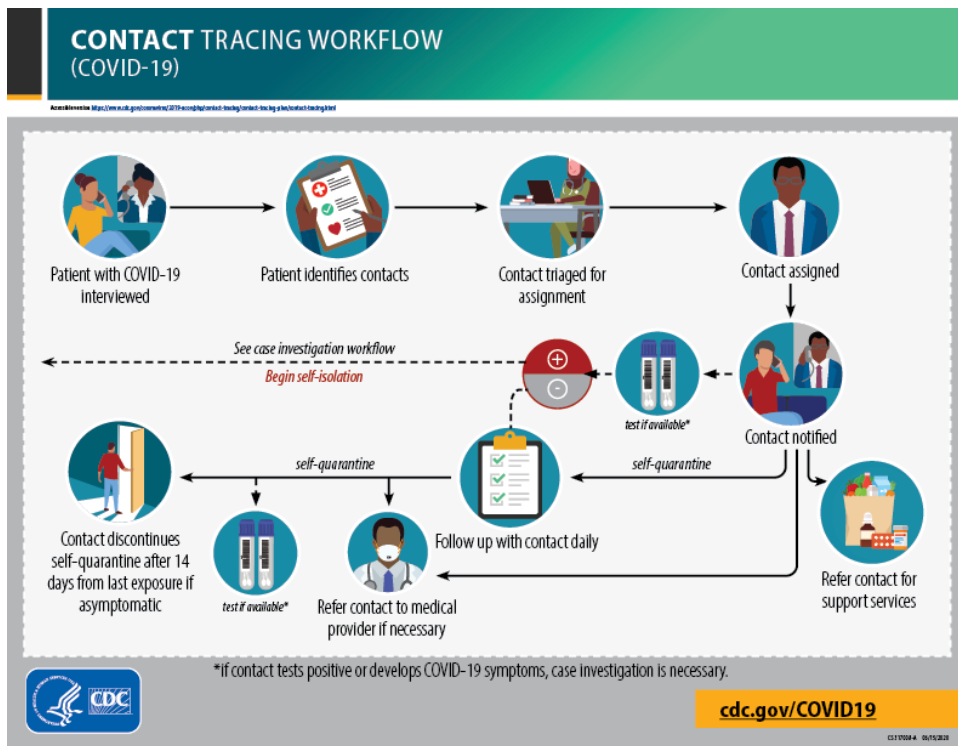 CONTACT TRACING WORKFLOW
(COVID-19)
Patient with COVID-19
interviewed
Patient identifies contacts
Contact triaged for
assignment
Contact assigned
See case investigation workflow
Begin self-isolation
+
-
test if available*
Contact notified
self-quarantine
self-quarantine
Follow up with contact daily
Contact discontinues
self-quarantine after 14
days from last exposure if
asymptomatic
test if available*
Refer contact to medical
provider if necessary
Refer contact for
support services
*if contact tests positive or develops COVID-19 symptoms, case investigation is necessary.
CDC
cdc.gov/COVID19